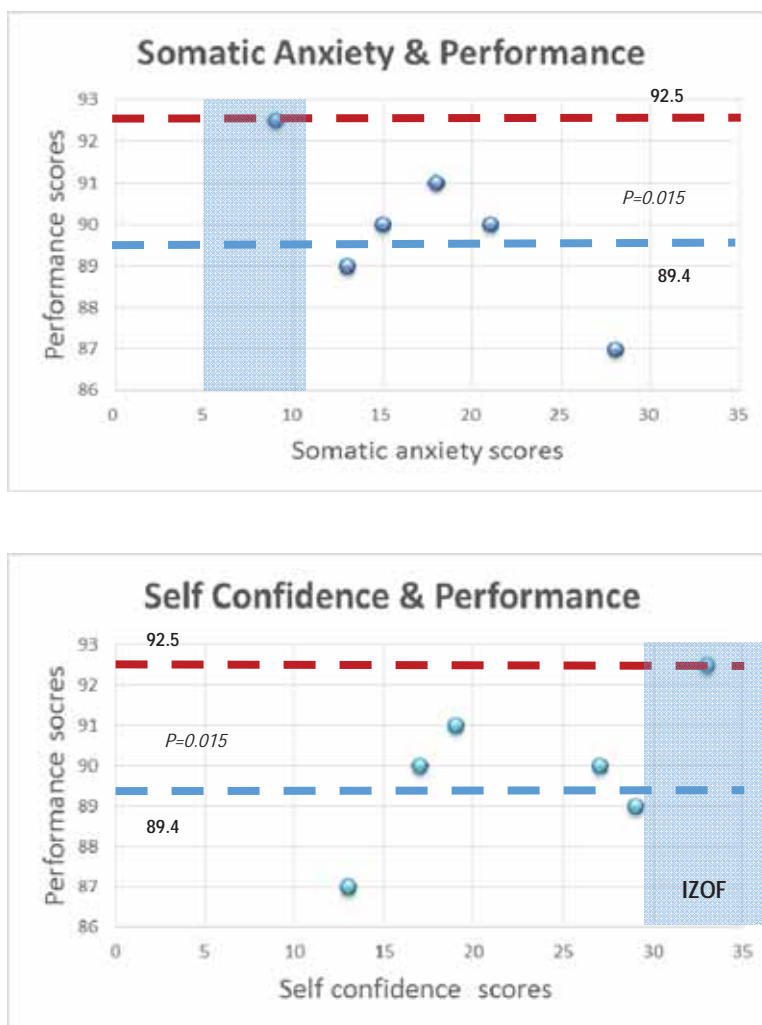 Somatic Anxiety & Performance
93
92
91
90
89
88
87
86
92.5
P=0.015
89.4
0 5 10 15 20 25 30 35
Performance scores
Somatic anxiety scores
Self Confidence & Performance
93
92
91
90
89
88
87
86
92.5
P=0.015
89.4
IZOF
0 5 10 15 20 25 30 35
Performance socres
Self confidence scores